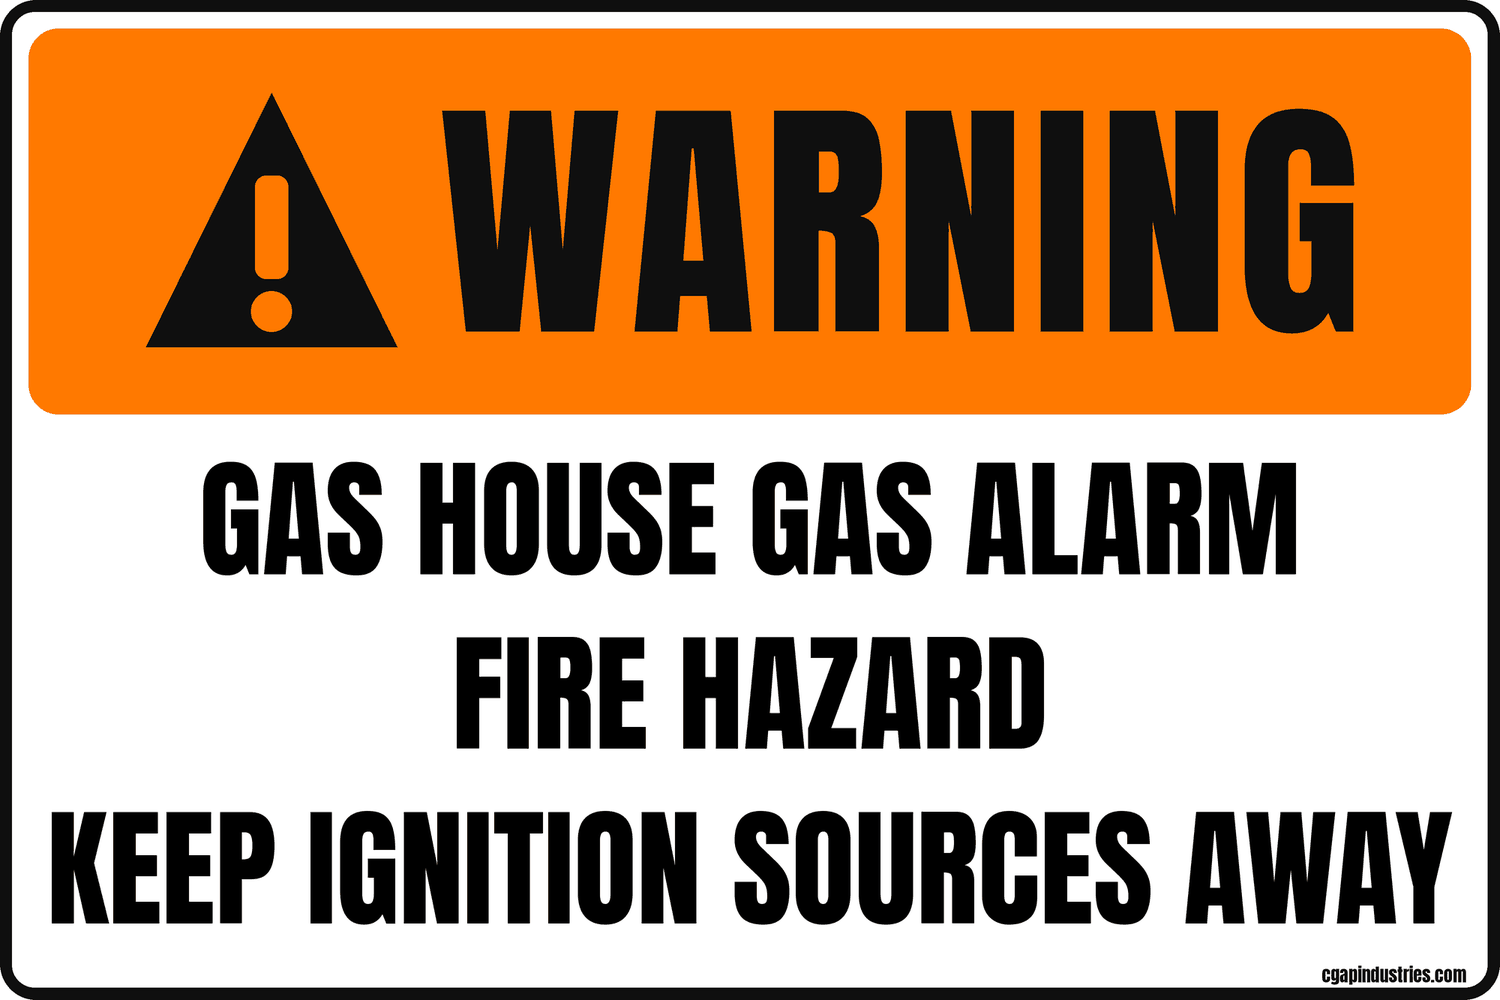 WARNING
GAS HOUSE GAS ALARM
FIRE HAZARD
KEEP IGNITION SOURCES AWAY
cgapindustries.com